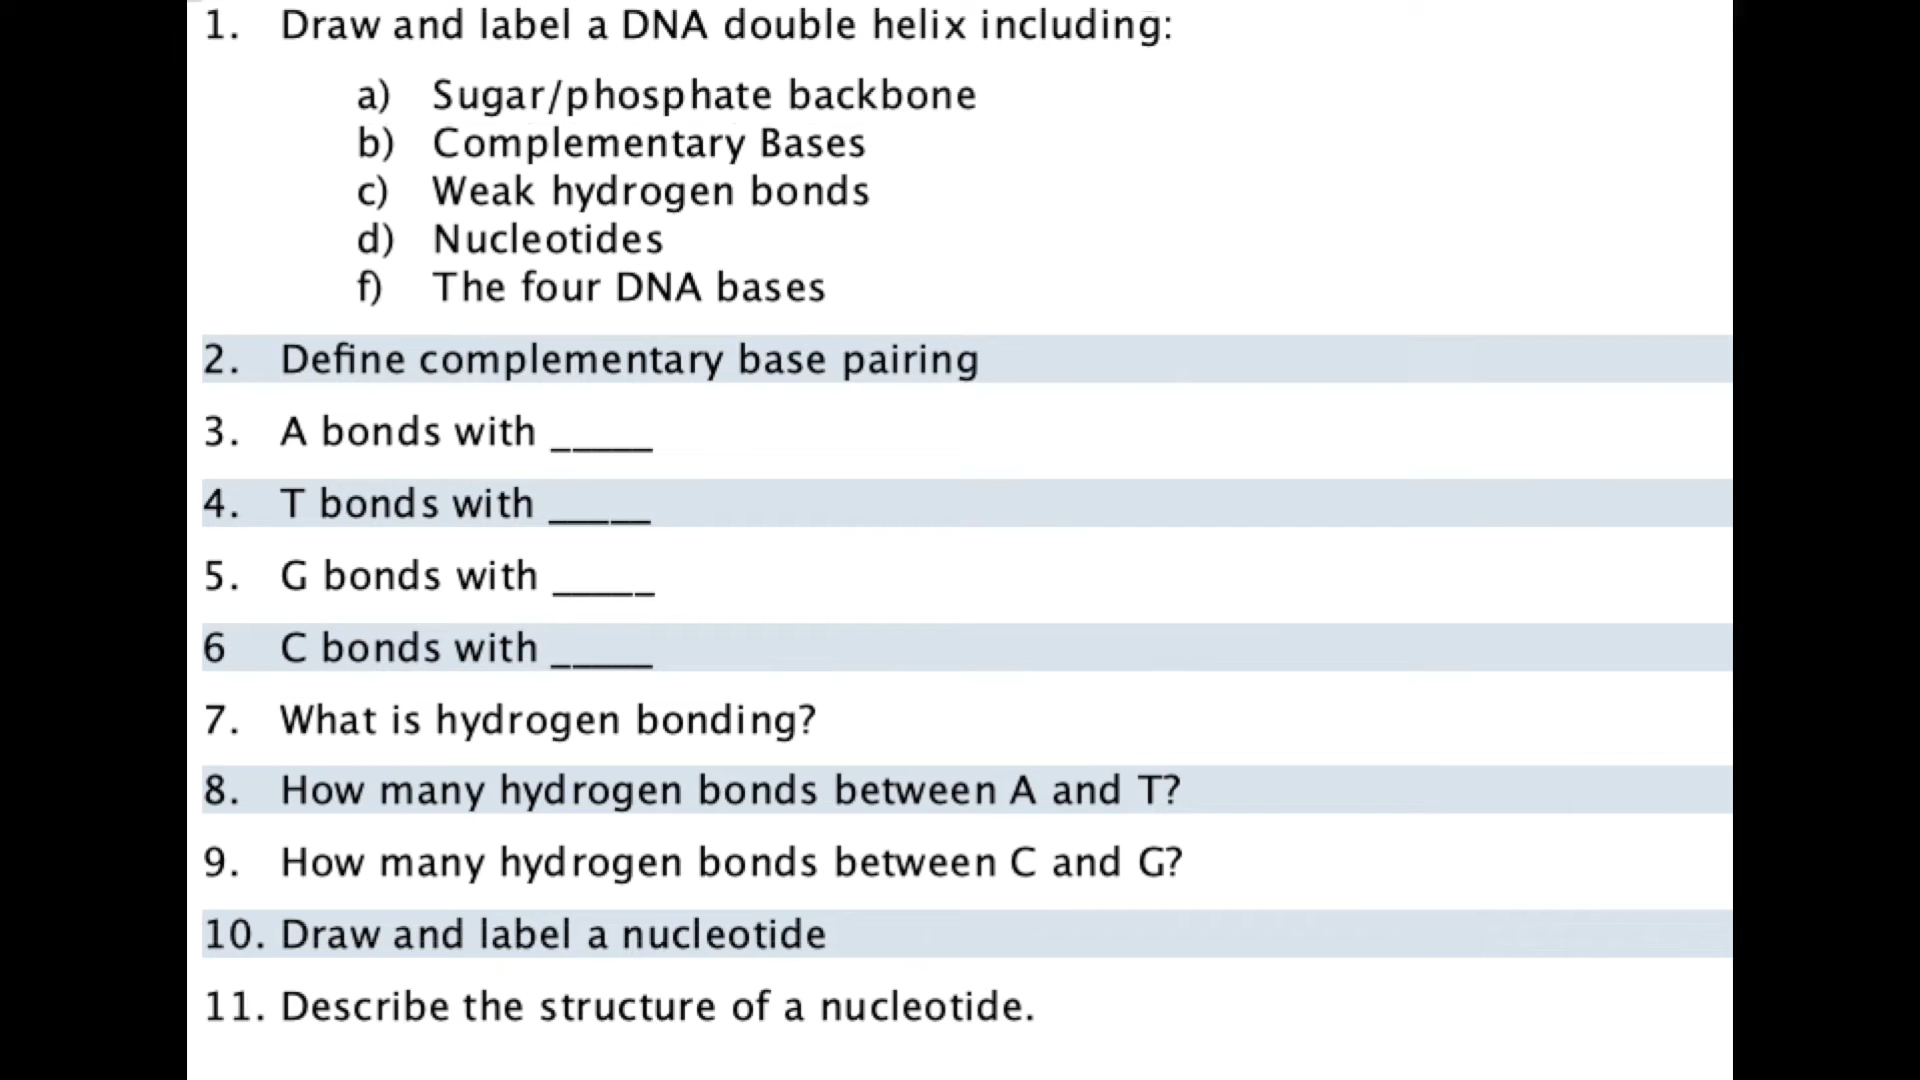 1. Draw and label a DNA double helix including:
a) Sugar/phosphate backbone
b) Complementary Bases
c) Weak hydrogen bonds
d) Nucleotides
f) The four DNA bases
2. Define complementary base pairing
3. A bonds with _____
4. T bonds with _____
5. G bonds with _____
6 C bonds with _____
7. What is hydrogen bonding?
8. How many hydrogen bonds between A and T?
9. How many hydrogen bonds between C and G?
10. Draw and label a nucleotide
11. Describe the structure of a nucleotide.